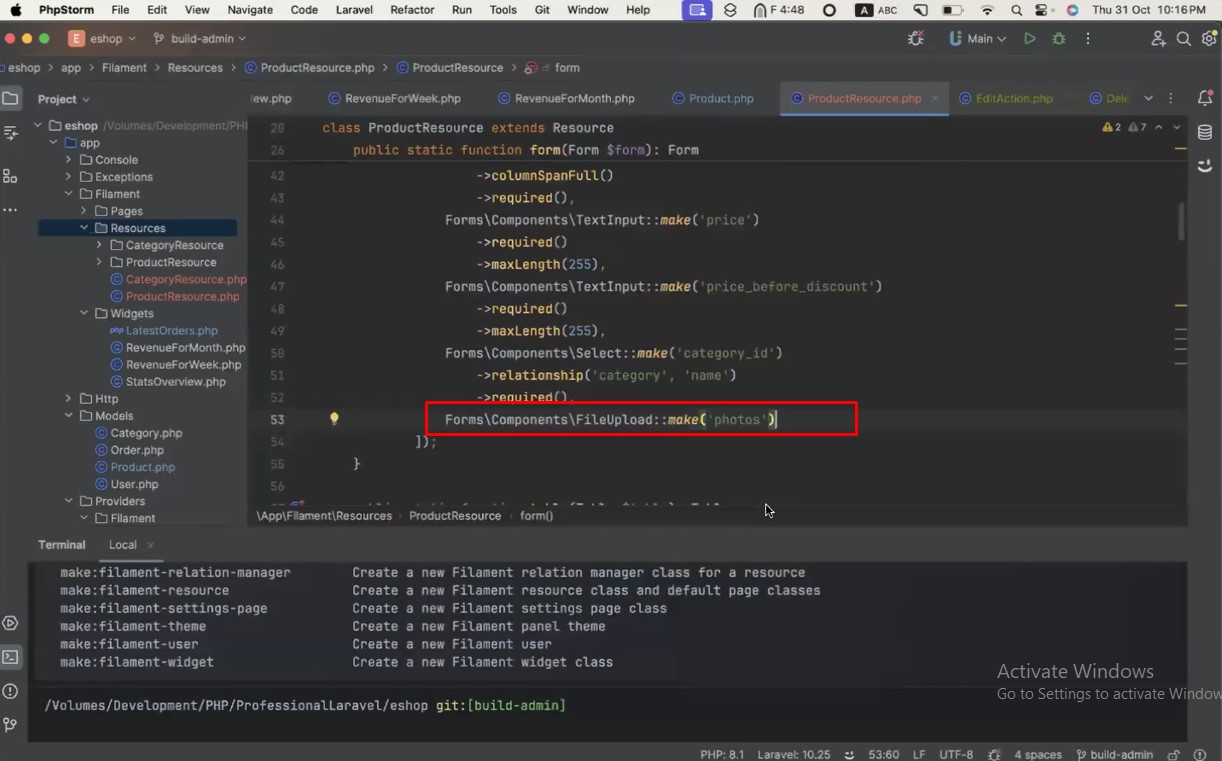 PhpStorm File Edit View Navigate Code Laravel Refactor Run Tools Git Window Help F 4:48 A ABC Thu 31 Oct 10:16 PM
E eshop build-admin Main
eshop > app > Filament > Resources > ProductResource.php > ProductResource > form
Project
iew.php RevenueForWeek.php RevenueForMonth.php Product.php ProductResource.php × EditAction.php Dele
eshop /Volumes/Development/PHI
app
Console
Exceptions
Filament
Pages
Resources
CategoryResource
ProductResource
CategoryResource.php
ProductResource.php
Widgets
LatestOrders.php
RevenueForMonth.php
RevenueForWeek.php
StatsOverview.php
Http
Models
Category.php
Order.php
Product.php
User.php
Providers
Filament
20 class ProductResource extends Resource
2 7
26 public static function form(Form $form): Form
42 ->columnSpanFull()
43 ->required(),
44 Forms\Components\TextInput::make('price')
45 ->required()
46 ->maxLength(255),
47 Forms\Components\TextInput::make('price_before_discount')
48 ->required()
49 ->maxLength(255),
50 Forms\Components\Select::make('category_id')
51 ->relationship('category', 'name')
52 ->required(),
53 Forms\Components\FileUpload::make('photos')
54 ]);
55 }
56
\App\Filament\Resources > ProductResource > form()
Terminal Local ×
make:filament-relation-manager Create a new Filament relation manager class for a resource
make:filament-resource Create a new Filament resource class and default page classes
make:filament-settings-page Create a new Filament settings page class
make:filament-theme Create a new Filament panel theme
make:filament-user Create a new Filament user
make:filament-widget Create a new Filament widget class
/Volumes/Development/PHP/ProfessionalLaravel/eshop git:[build-admin]
Activate Windows
Go to Settings to activate Window
PHP: 8.1 Laravel: 10.25 53:60 LF UTF-8 4 spaces build-admin